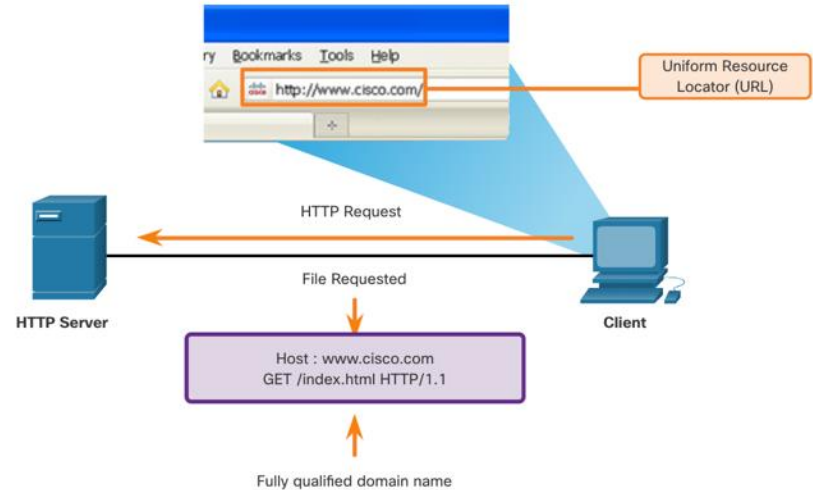 ry Bookmarks Tools Help
http://www.cisco.com/
Uniform Resource
Locator (URL)
HTTP Request
File Requested
HTTP Server
Client
Host : www.cisco.com
GET /index.html HTTP/1.1
Fully qualified domain name